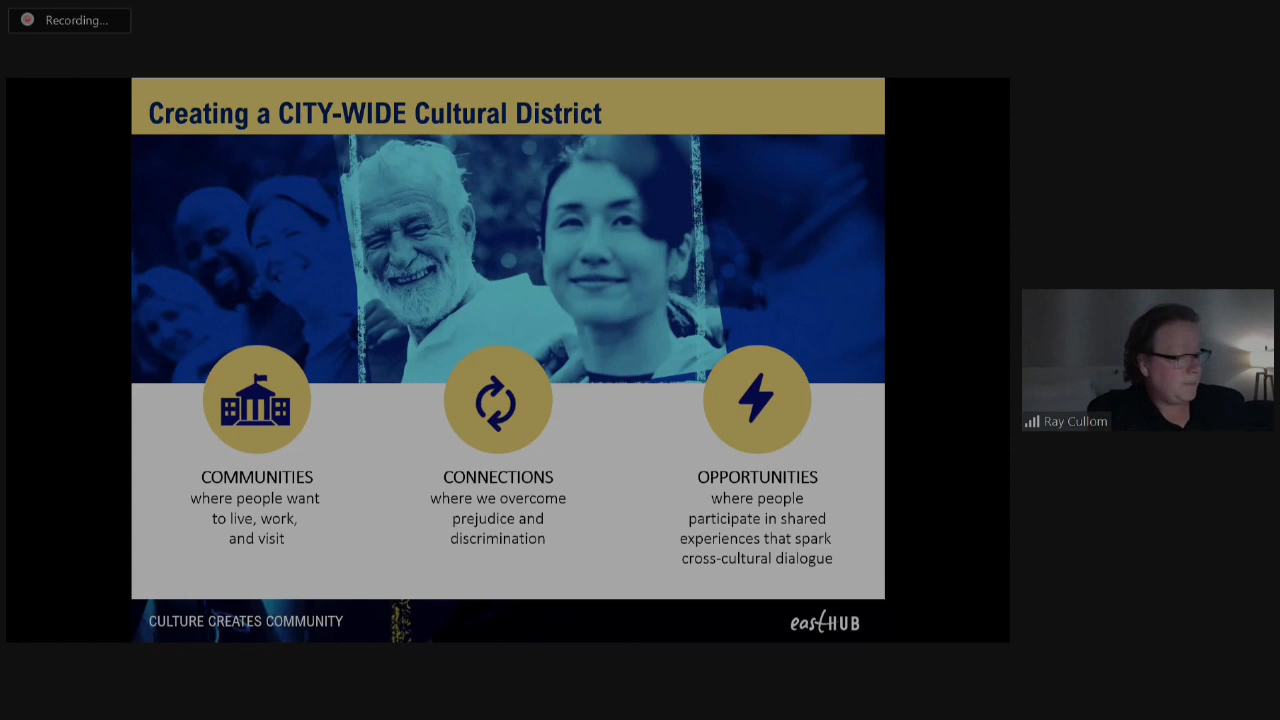 Recording...
Creating a CITY-WIDE Cultural District
COMMUNITIES
where people want
to live, work,
and visit
CONNECTIONS
where we overcome
prejudice and
discrimination
OPPORTUNITIES
where people
participate in shared
experiences that spark
cross-cultural dialogue
CULTURE CREATES COMMUNITY
eastHUB
Ray Cullom